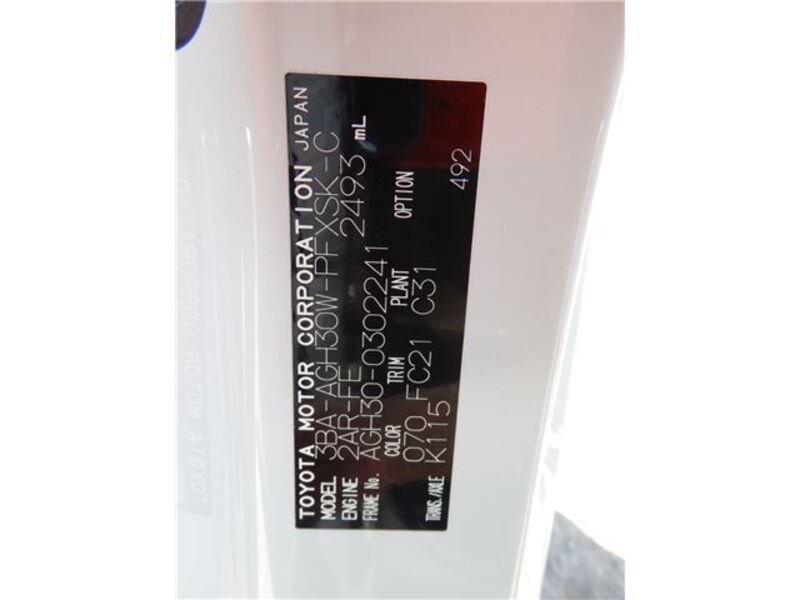 TOYOTA MOTOR CORPORATION JAPAN
MODEL 3BA-AGH30W-PFXSK-C
ENGINE 2AR-FE 2493 mL
FRAME No. AGH30-0302241
COLOR TRIM PLANT OPTION
070 FC21 C31
TRANS./AXLE K115 492